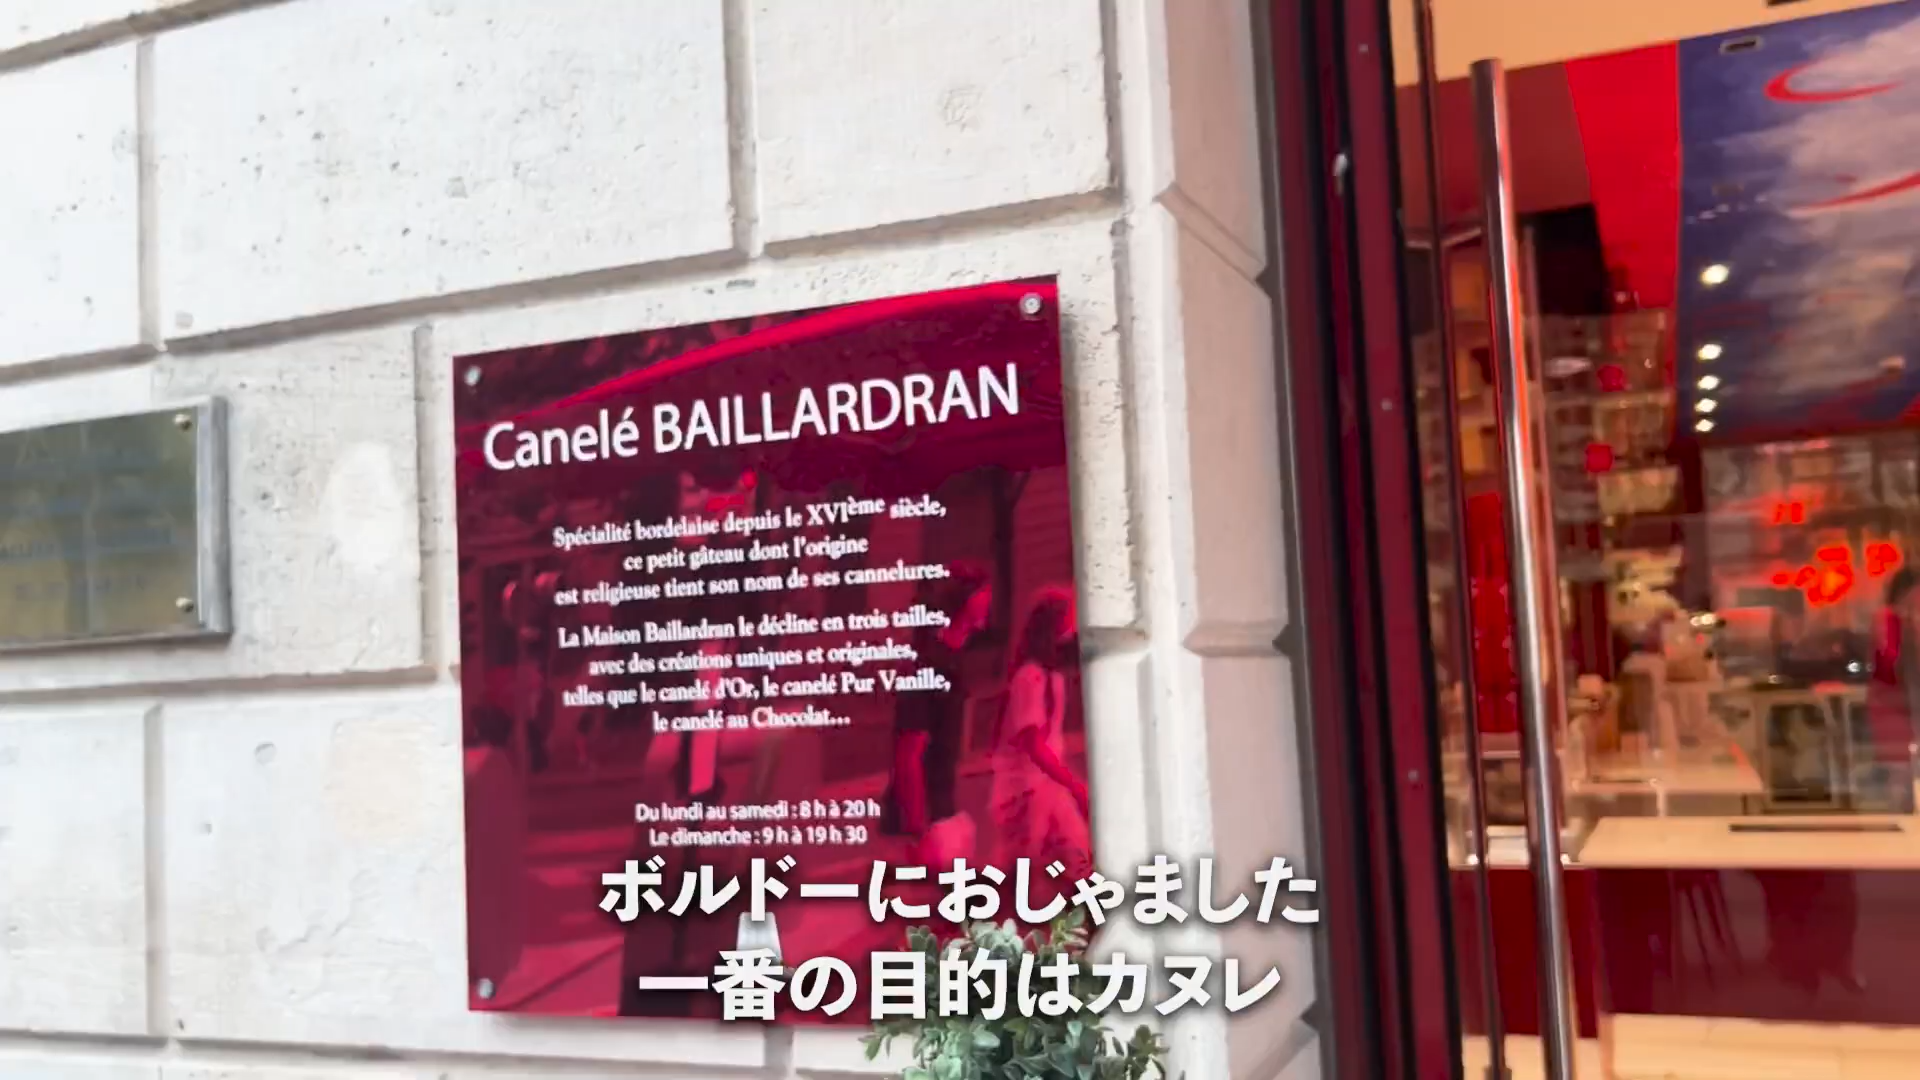 Canelé BAILLARDRAN
Spécialité bordelaise depuis le XVIème siècle,
ce petit gâteau dont l'origine
est religieuse tient son nom de ses cannelures.
La Maison Baillardran le décline en trois tailles,
avec des créations uniques et originales,
telles que le canelé d'Or, le canelé Pur Vanille,
le canelé au Chocolat...
Du lundi au samedi : 8 h à 20 h
Le dimanche : 9 h à 19 h 30
ボルドーにおじゃました
一番の目的はカヌレ